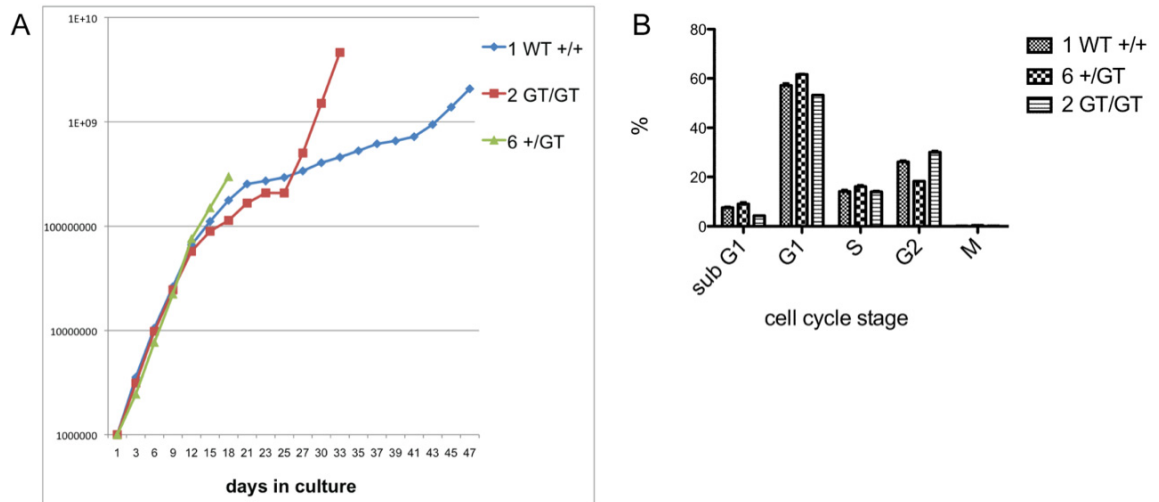 A
1E+10
1E+09
100000000
10000000
1000000
1 3 6 9 12 15 18 21 23 25 27 30 33 35 37 39 41 43 45 47
days in culture
1 WT +/+
2 GT/GT
6 +/GT
B
80
60
40
20
0
%
sub G1
G1
S
G2
M
cell cycle stage
1 WT +/+
6 +/GT
2 GT/GT